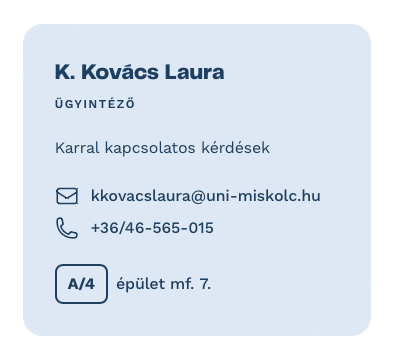 K. Kovács Laura
ÜGYINTÉZŐ
Karral kapcsolatos kérdések
kkovacslaura@uni-miskolc.hu
+36/46-565-015
A/4 épület mf. 7.